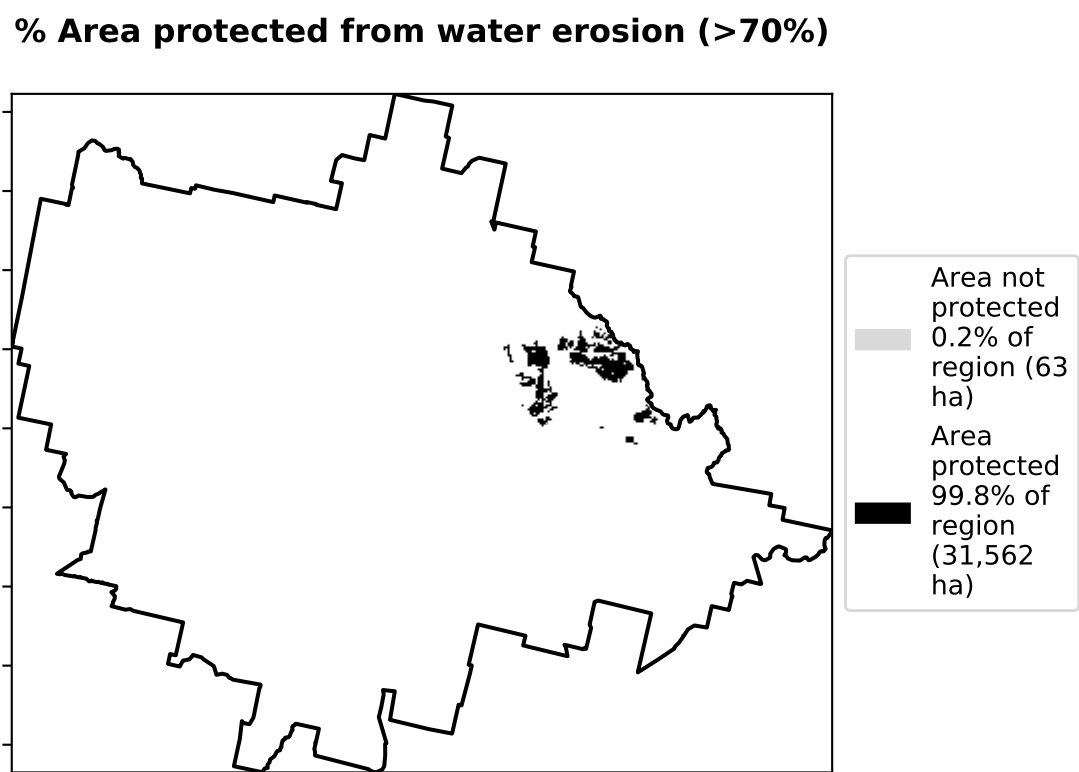 % Area protected from water erosion (>70%)
Area not
protected
0.2% of
region (63
ha)
Area
protected
99.8% of
region
(31,562
ha)